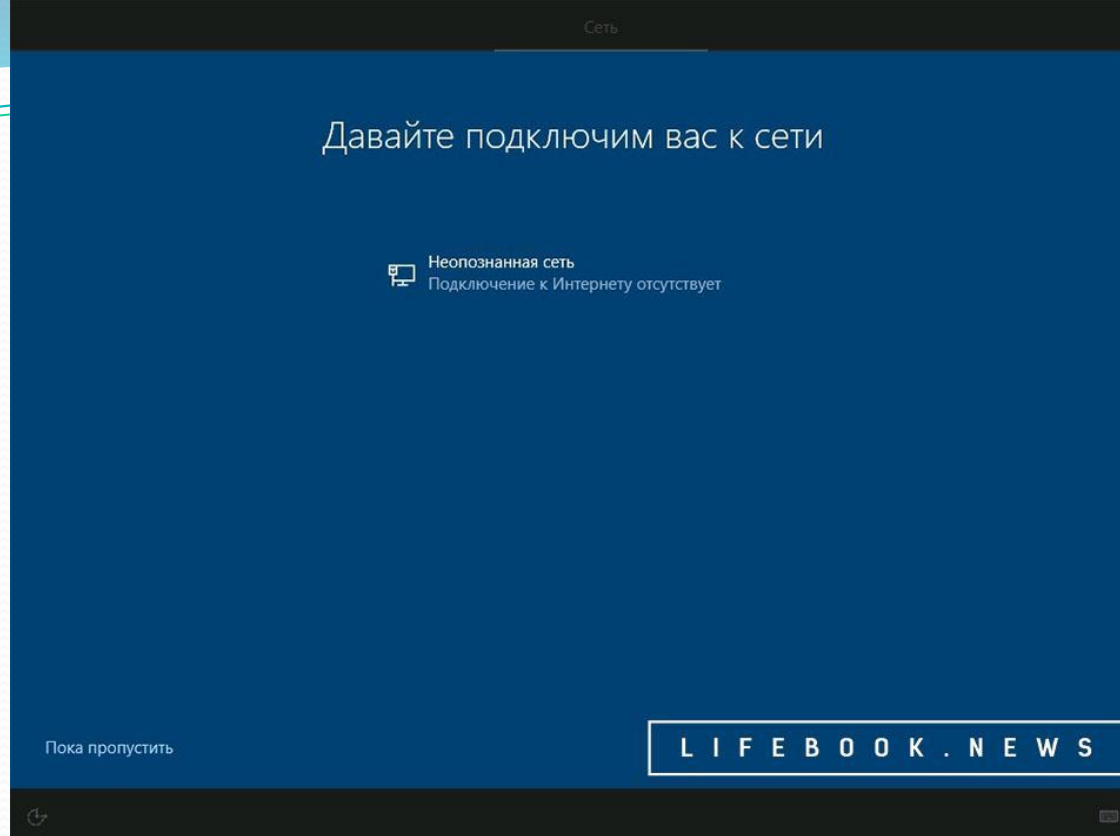 Сеть
Давайте подключим вас к сети
Неопознанная сеть
Подключение к Интернету отсутствует
Пока пропустить
LIFEBOOK.NEWS